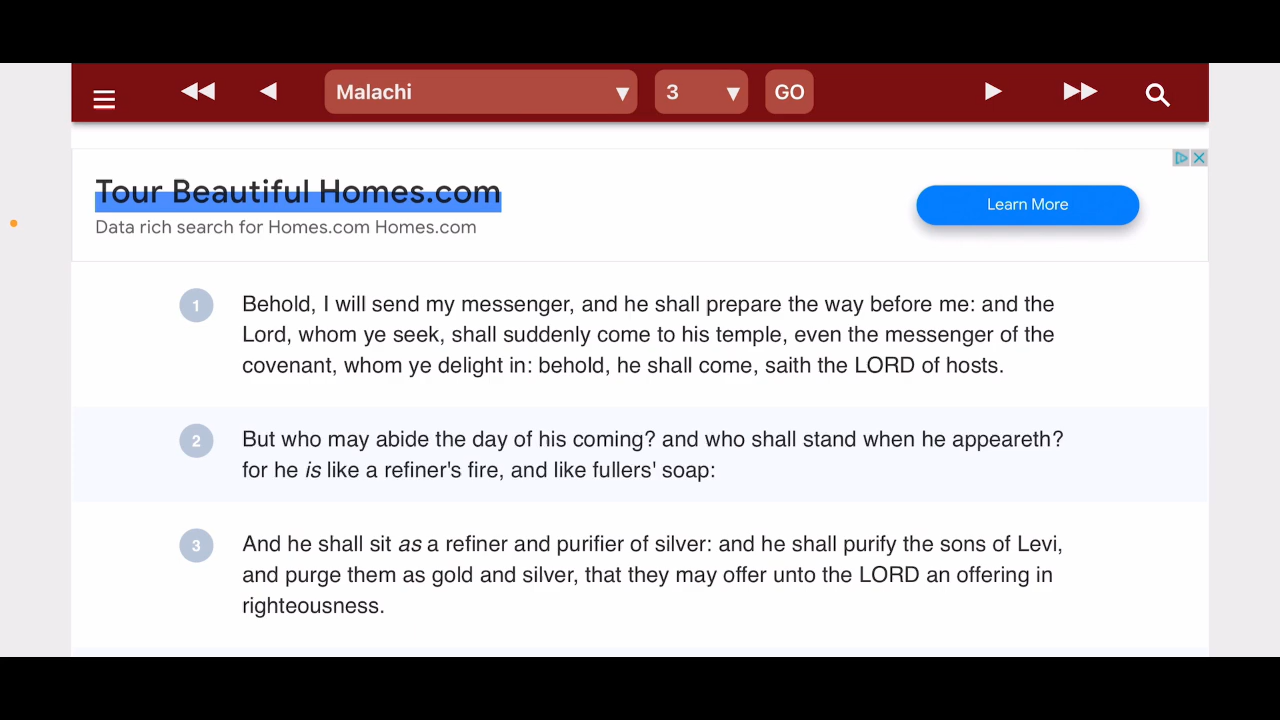 Malachi 3 GO
Tour Beautiful Homes.com
Data rich search for Homes.com Homes.com
Learn More
1 Behold, I will send my messenger, and he shall prepare the way before me: and the
Lord, whom ye seek, shall suddenly come to his temple, even the messenger of the
covenant, whom ye delight in: behold, he shall come, saith the LORD of hosts.
2 But who may abide the day of his coming? and who shall stand when he appeareth?
for he is like a refiner's fire, and like fullers' soap:
3 And he shall sit as a refiner and purifier of silver: and he shall purify the sons of Levi,
and purge them as gold and silver, that they may offer unto the LORD an offering in
righteousness.